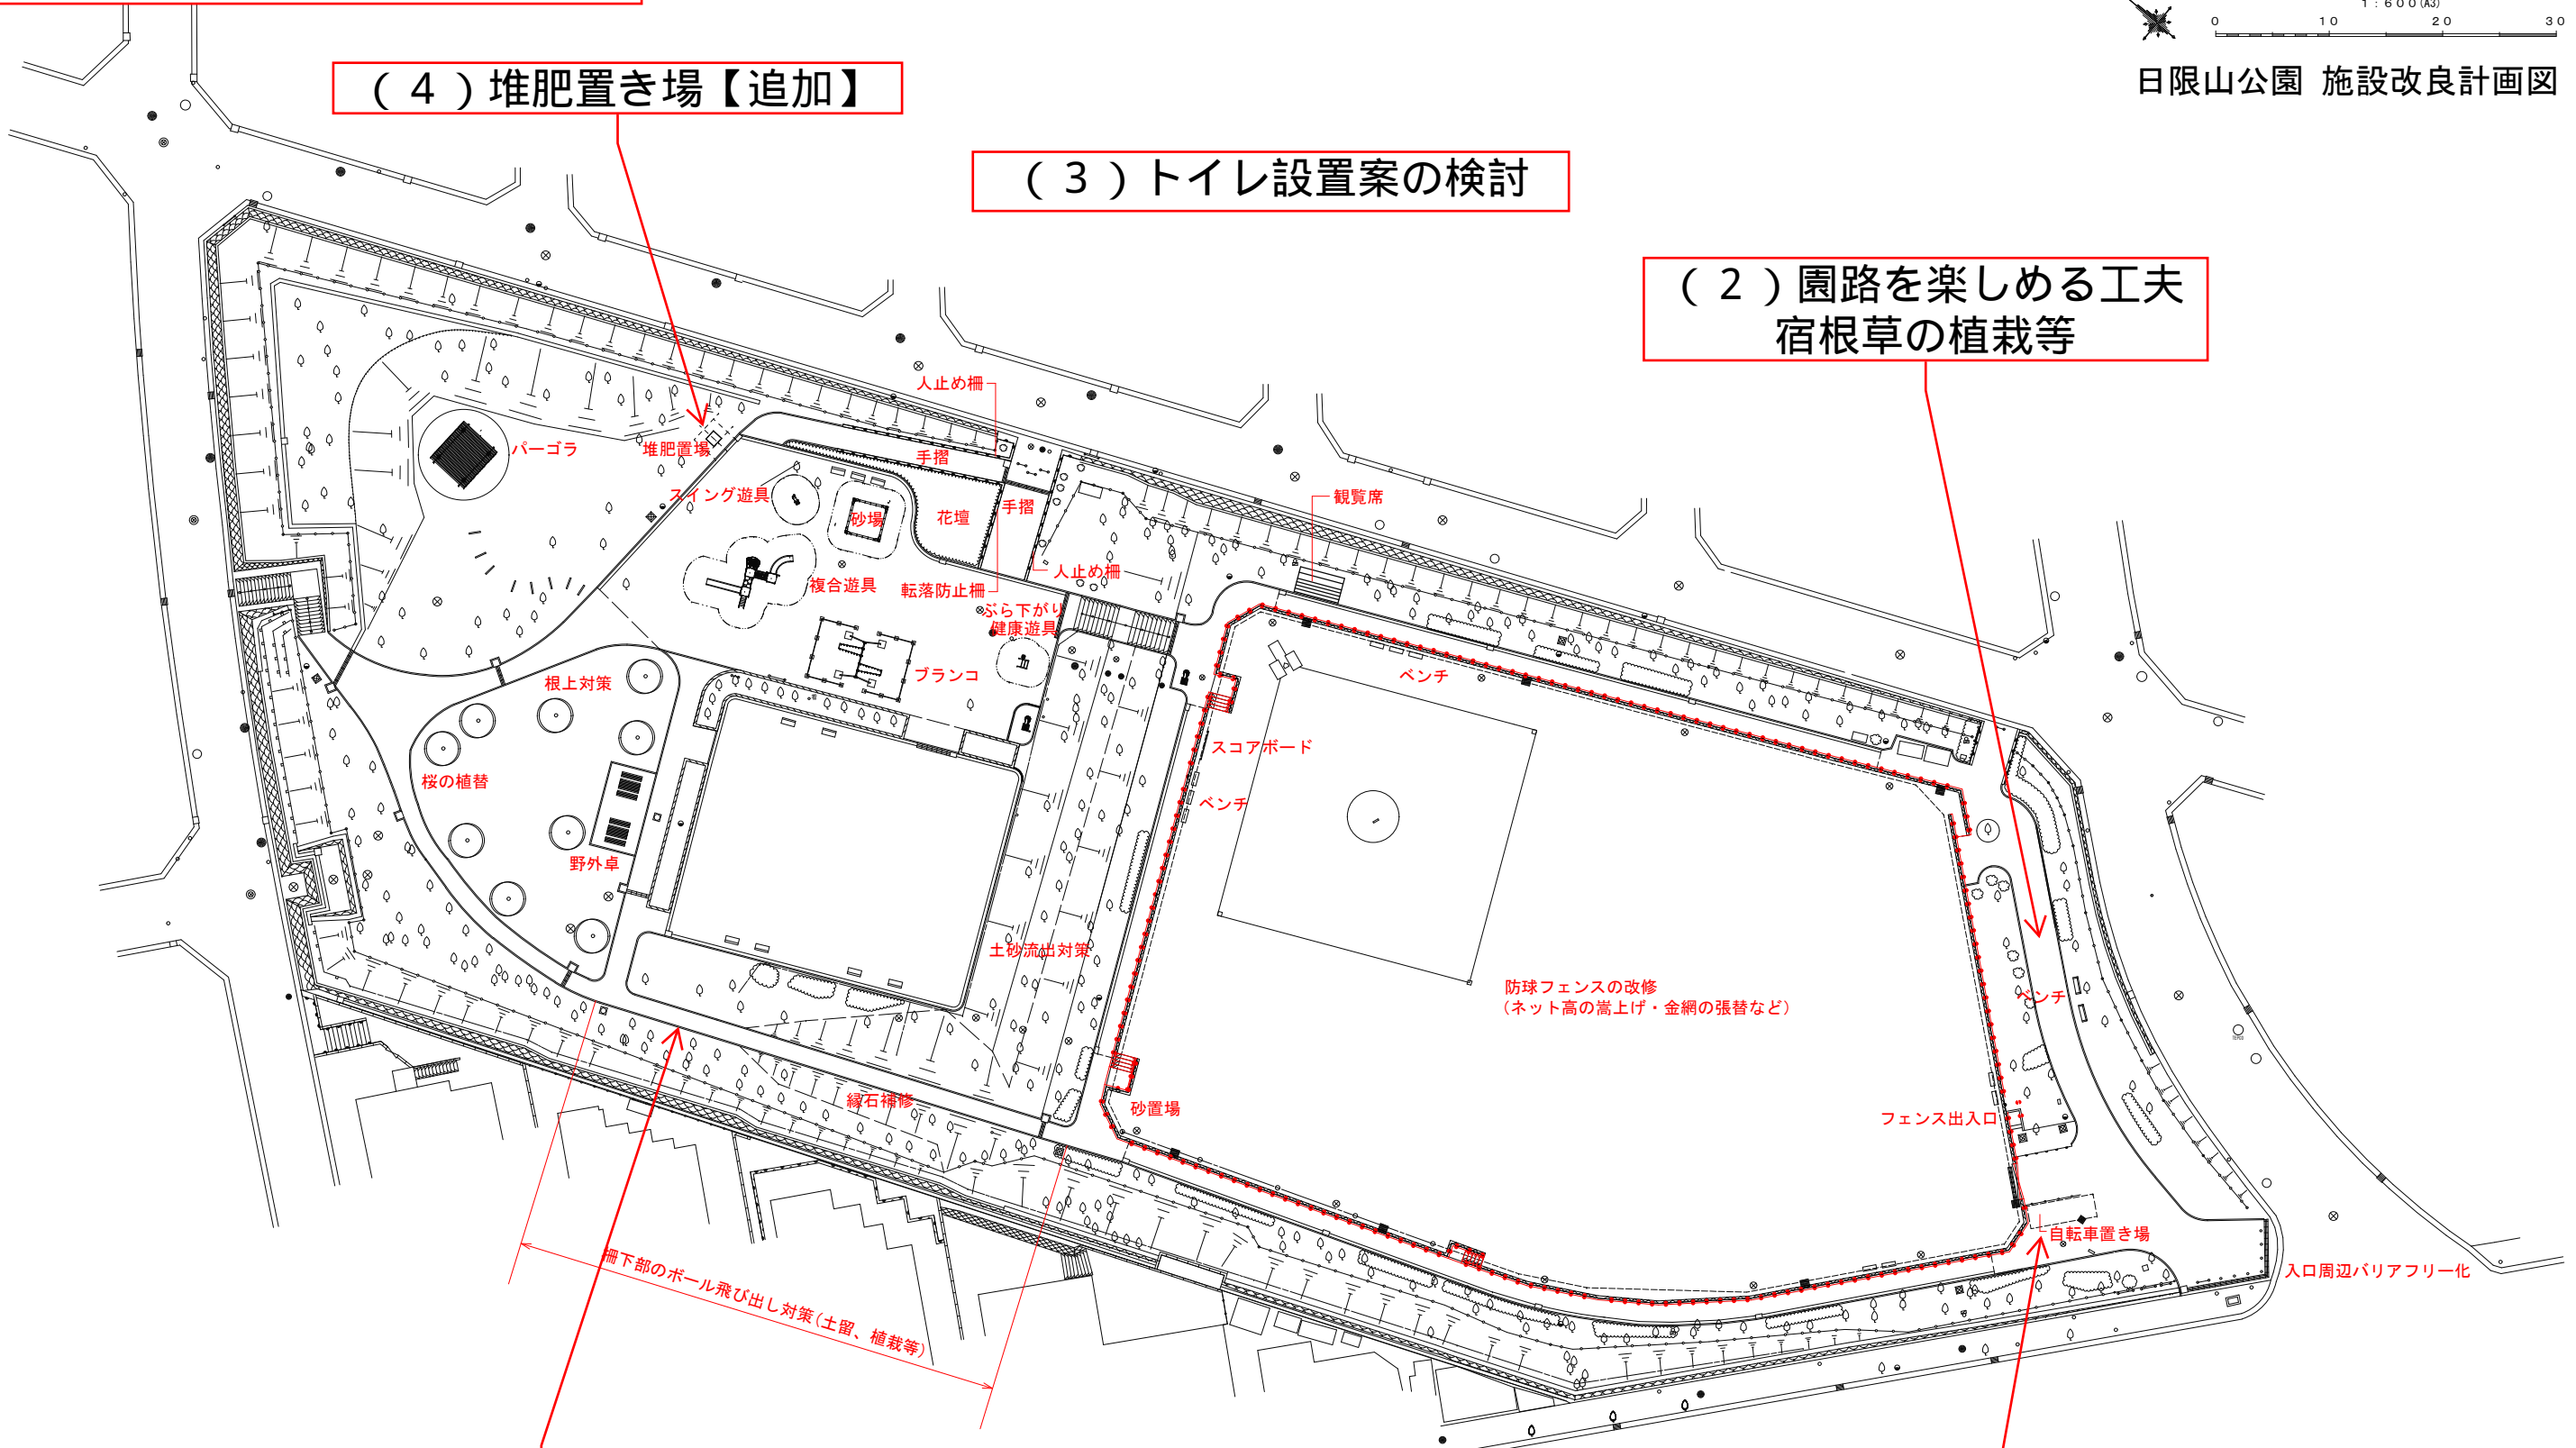 1：600(A3)
0 10 20 30
日限山公園 施設改良計画図
（４）堆肥置き場【追加】
（３）トイレ設置案の検討
（２）園路を楽しめる工夫
宿根草の植栽等
人止め柵
パーゴラ
堆肥置場
手摺
スイング遊具
砂場
花壇
手摺
観覧席
複合遊具
転落防止柵
人止め柵
ぶら下がり
健康遊具
ブランコ
根上対策
ベンチ
桜の植替
スコアボード
ベンチ
野外卓
土砂流出対策
防球フェンスの改修
（ネット高の嵩上げ・金網の張替など）
ベンチ
縁石補修
砂置場
フェンス出入口
自転車置き場
入口周辺バリアフリー化
柵下部のボール飛び出し対策(土留、植栽等)